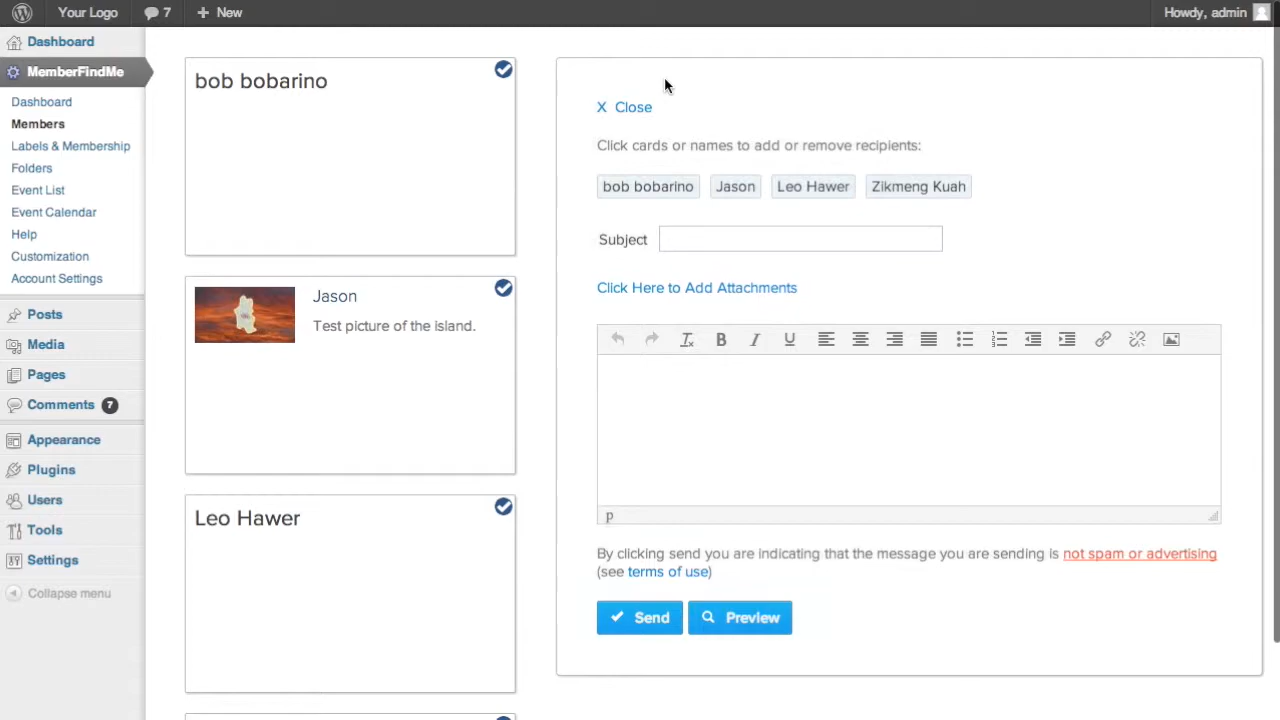 Your Logo
7
New
Howdy, admin
Dashboard
MemberFindMe
Dashboard
Members
Labels & Membership
Folders
Event List
Event Calendar
Help
Customization
Account Settings
Posts
Media
Pages
Comments 7
Appearance
Plugins
Users
Tools
Settings
Collapse menu
bob bobarino
Jason
Test picture of the island.
Leo Hawer
X Close
Click cards or names to add or remove recipients:
bob bobarino Jason Leo Hawer Zikmeng Kuah
Subject
Click Here to Add Attachments
p
By clicking send you are indicating that the message you are sending is not spam or advertising
(see terms of use)
Send Preview